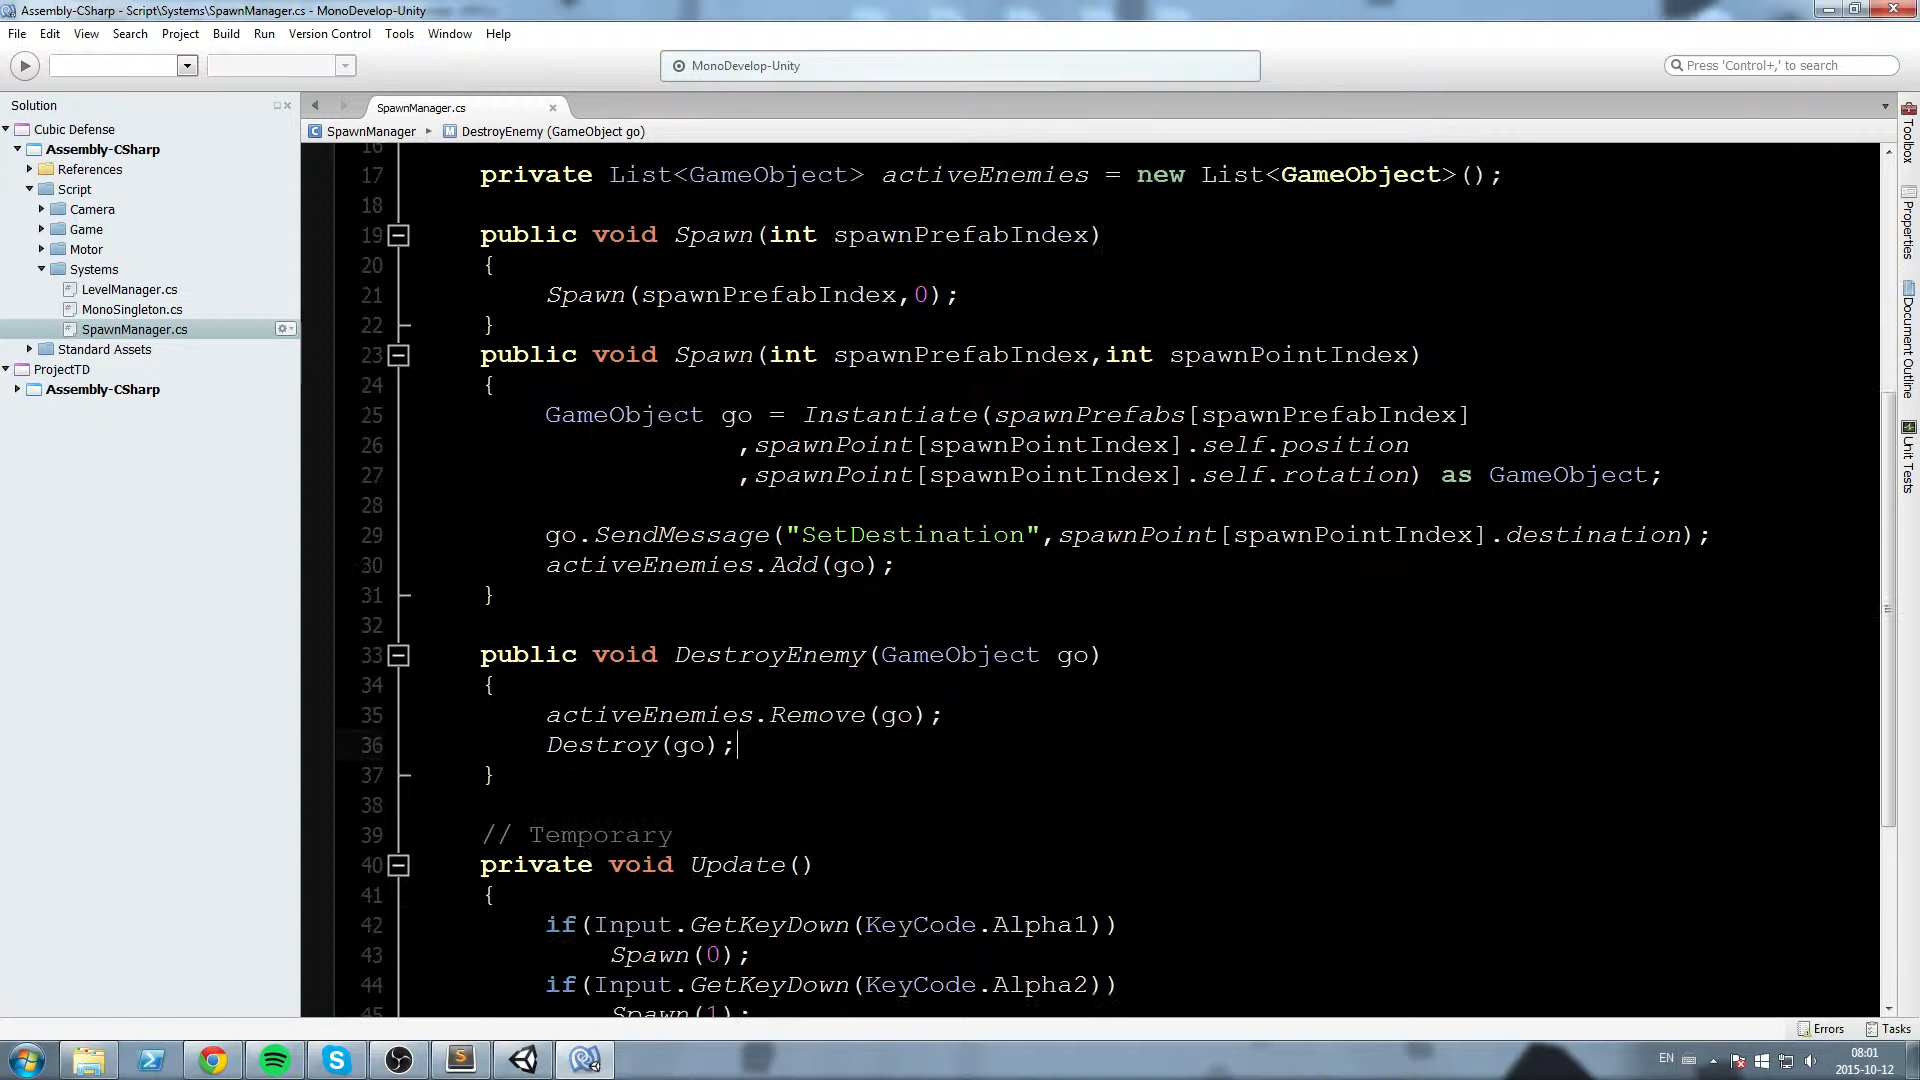 Assembly-CSharp - Script\Systems\SpawnManager.cs - MonoDevelop-Unity
File Edit View Search Project Build Run Version Control Tools Window Help
MonoDevelop-Unity
Press 'Control+,' to search
Solution
Cubic Defense
Assembly-CSharp
References
Script
Camera
Game
Motor
Systems
LevelManager.cs
MonoSingleton.cs
SpawnManager.cs
Standard Assets
ProjectTD
Assembly-CSharp
SpawnManager.cs
SpawnManager DestroyEnemy (GameObject go)
16
17 private List<GameObject> activeEnemies = new List<GameObject>();
18
19 public void Spawn(int spawnPrefabIndex)
20 {
21 Spawn(spawnPrefabIndex,0);
22 }
23 public void Spawn(int spawnPrefabIndex,int spawnPointIndex)
24 {
25 GameObject go = Instantiate(spawnPrefabs[spawnPrefabIndex]
26 ,spawnPoint[spawnPointIndex].self.position
27 ,spawnPoint[spawnPointIndex].self.rotation) as GameObject;
28
29 go.SendMessage("SetDestination",spawnPoint[spawnPointIndex].destination);
30 activeEnemies.Add(go);
31 }
32
33 public void DestroyEnemy(GameObject go)
34 {
35 activeEnemies.Remove(go);
36 Destroy(go);
37 }
38
39 // Temporary
40 private void Update()
41 {
42 if(Input.GetKeyDown(KeyCode.Alpha1))
43 Spawn(0);
44 if(Input.GetKeyDown(KeyCode.Alpha2))
45 Spawn(1);
Toolbox
Properties
Document Outline
Unit Tests
Errors Tasks
EN
08:01
2015-10-12